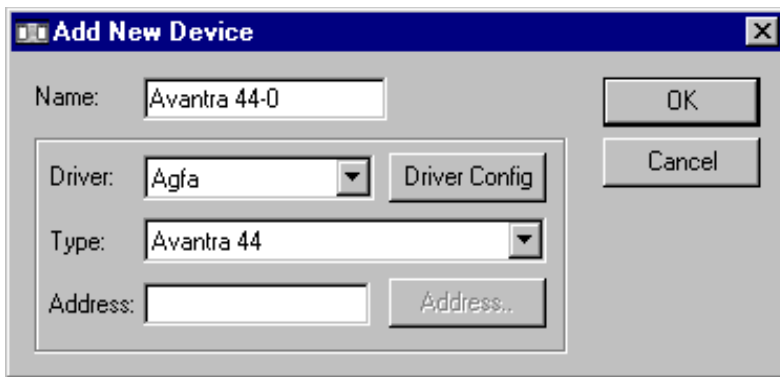 Add New Device
Name: Avantra 44-0
OK
Driver: Agfa Driver Config
Cancel
Type: Avantra 44
Address: Address..